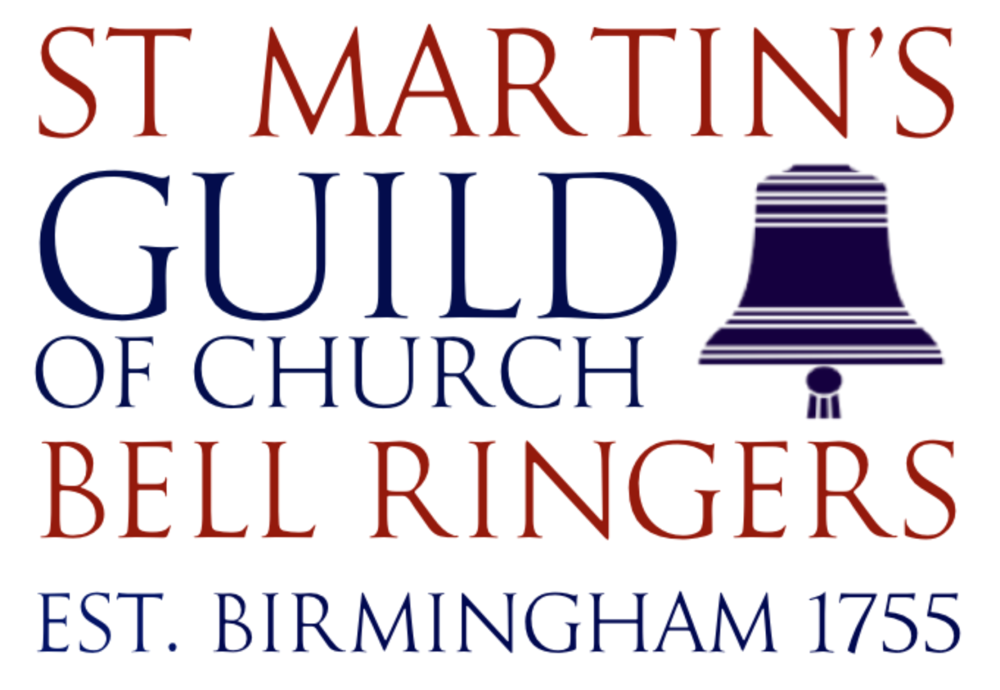 ST MARTIN’S
GUILD
OF CHURCH
BELL RINGERS
EST. BIRMINGHAM 1755